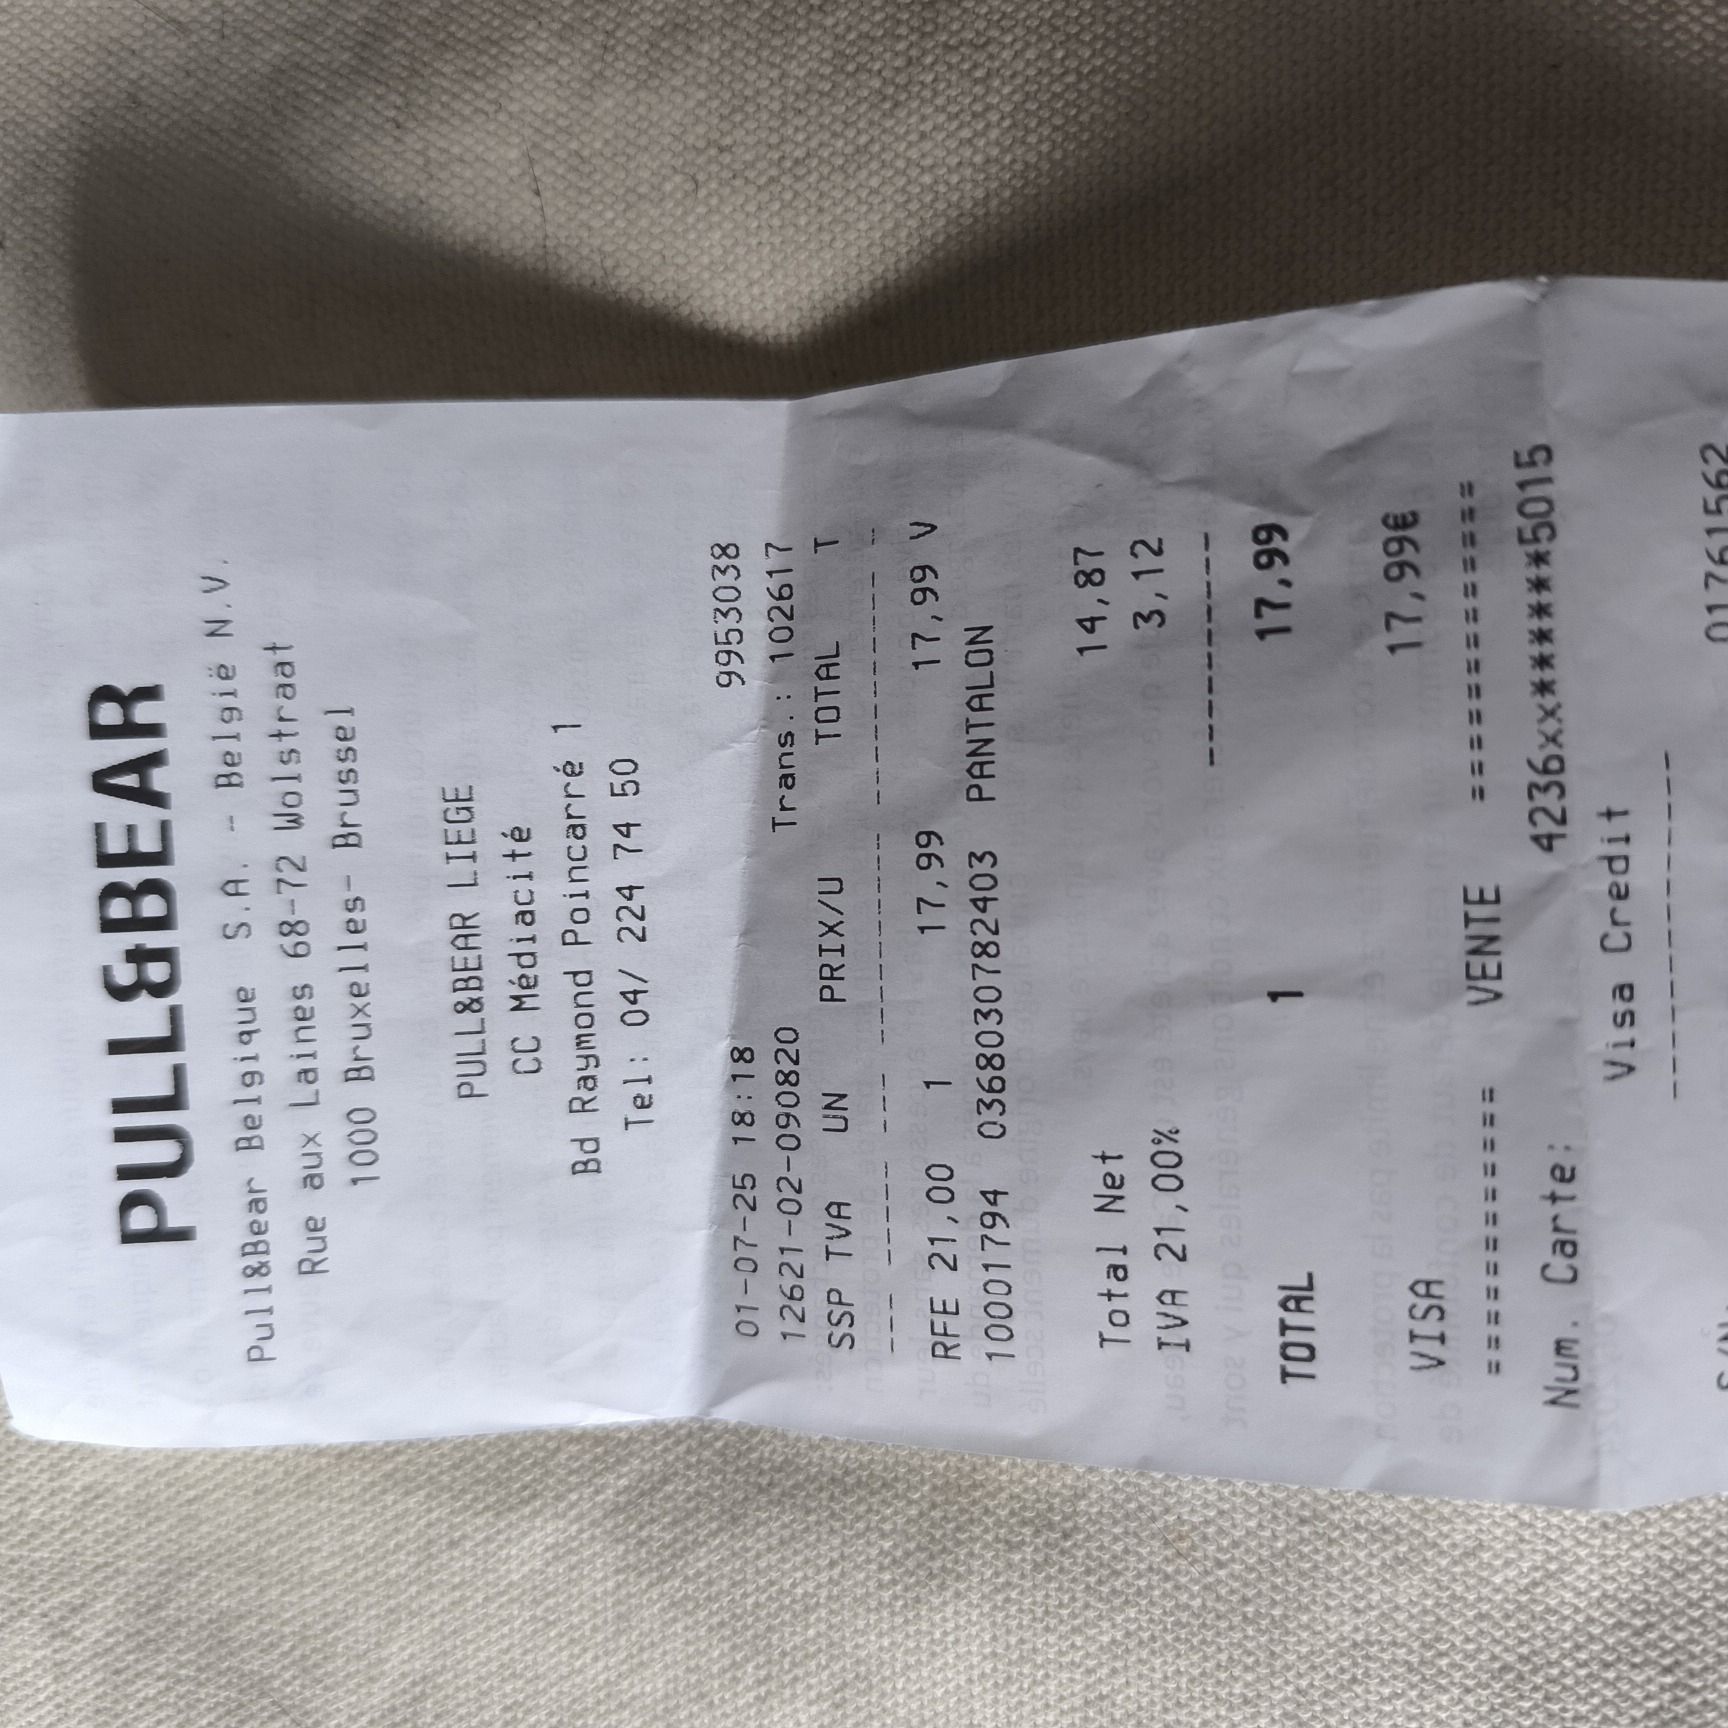 PULL&BEAR
Pull&Bear Belgique S.A. - België N.V.
Rue aux Laines 68-72 Wolstraat
1000 Bruxelles- Brussel
PULL&BEAR LIEGE
CC Médiacité
Bd Raymond Poincarré 1
Tel: 04/ 224 74 50
9953038
01-07-25 18:18
12621-02-090820 Trans.: 102617
SSP TVA UN PRIX/U TOTAL T
RFE 21,00 1 17,99 17,99 V
10001794 0368030782403 PANTALON
Total Net 14,87
IVA 21,00% 3,12
TOTAL 1 17,99
VISA 17,99€
========== VENTE ==============
Num. Carte: 4236xx******5015
Visa Credit
01761562